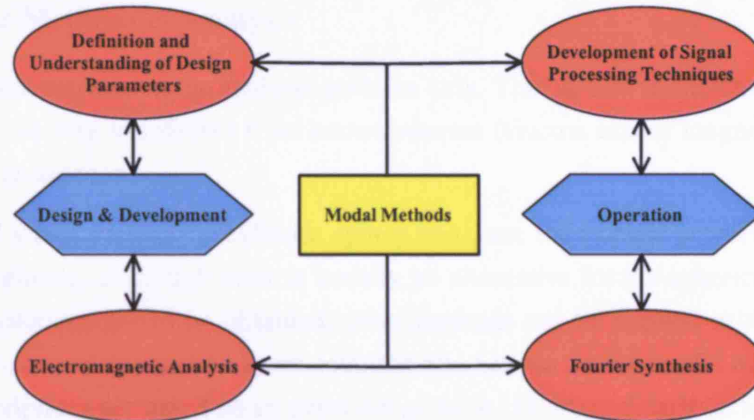 Definition and
Understanding of Design
Parameters
Development of Signal
Processing Techniques
Design & Development
Modal Methods
Operation
Electromagnetic Analysis
Fourier Synthesis